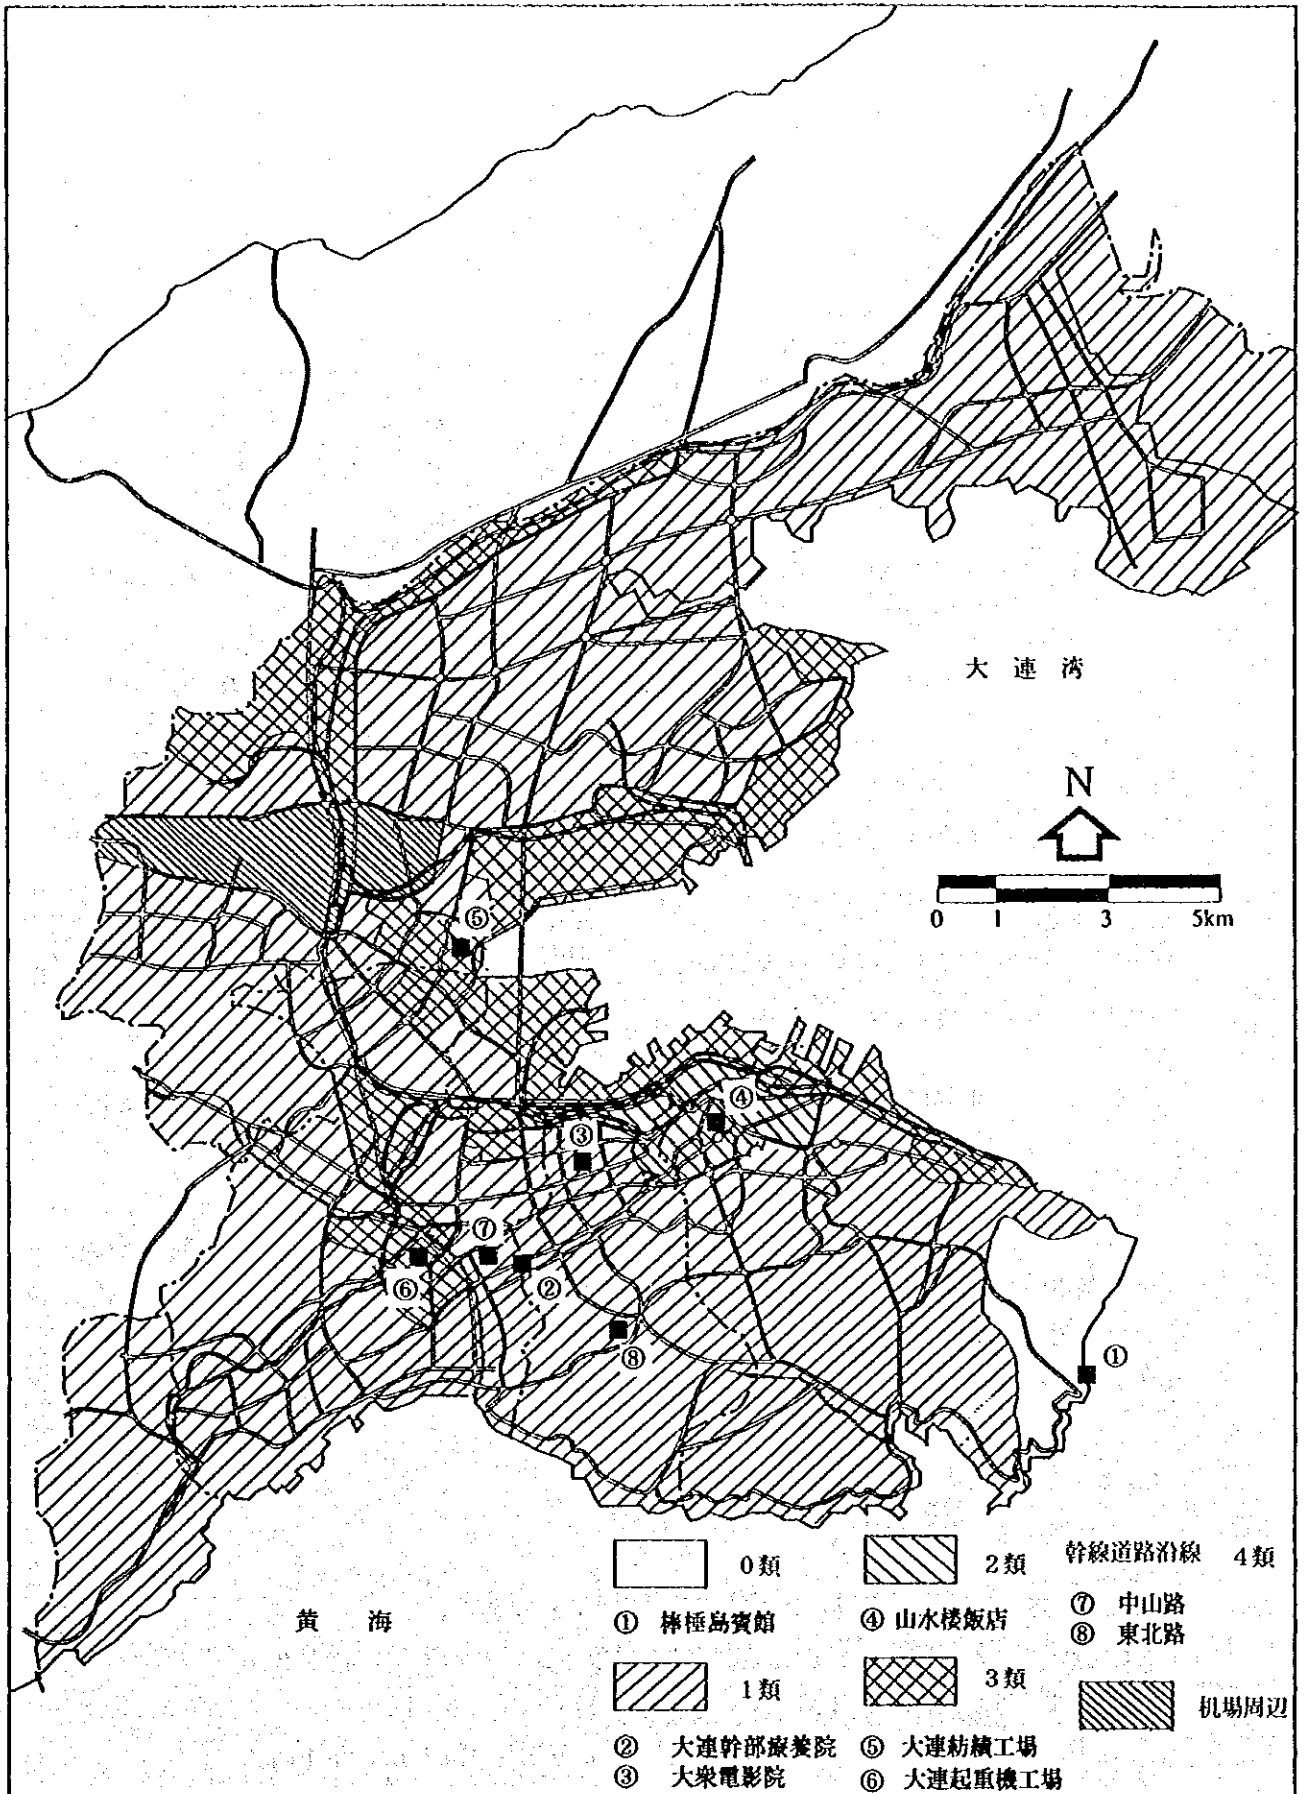 大連湾
N
0 1 3 5km
⑤
④
③
⑦
⑥
②
⑧
①
黄海
0類
2類
幹線道路沿線 4類
① 棒棰島賓館
④ 山水楼飯店
⑦ 中山路
⑧ 東北路
1類
3類
机場周辺
② 大連幹部療養院
⑤ 大連紡績工場
③ 大衆電影院
⑥ 大連起重機工場